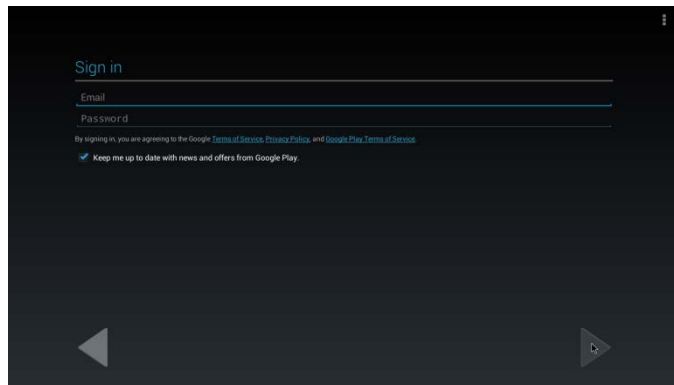 Sign in
Email
Password
By signing in, you are agreeing to the Google Terms of Service, Privacy Policy, and Google Play Terms of Service.
Keep me up to date with news and offers from Google Play.